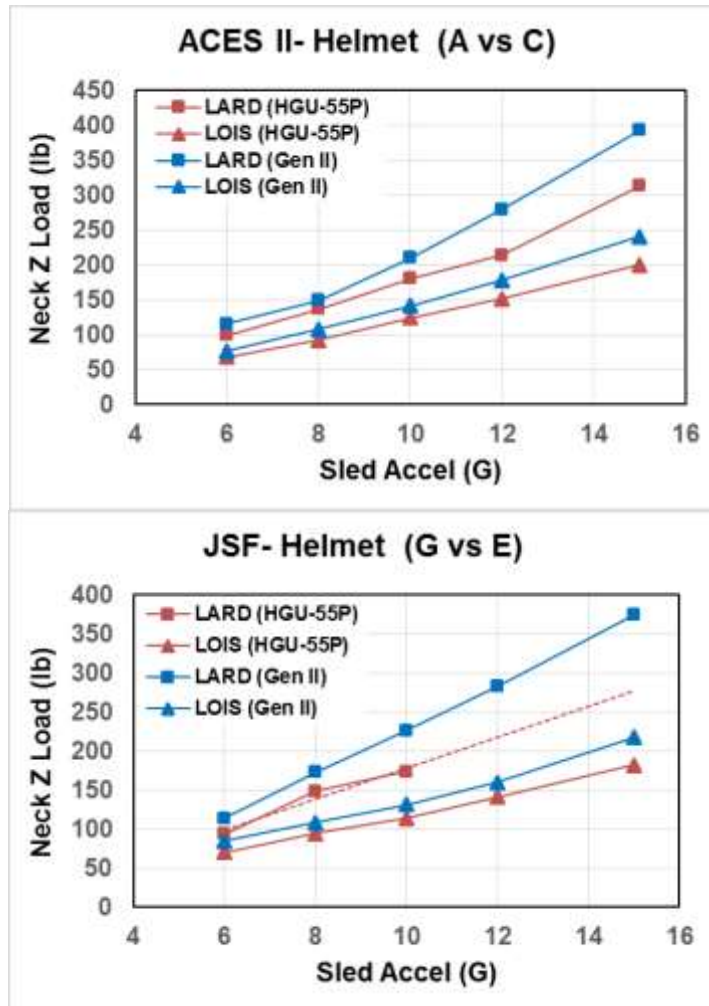 ACES II- Helmet (A vs C)
450
400
350
300
250
200
150
100
50
0
Neck Z Load (lb)
LARD (HGU-55P)
LOIS (HGU-55P)
LARD (Gen II)
LOIS (Gen II)
4 6 8 10 12 14 16
Sled Accel (G)
JSF- Helmet (G vs E)
400
350
300
250
200
150
100
50
0
Neck Z Load (lb)
LARD (HGU-55P)
LOIS (HGU-55P)
LARD (Gen II)
LOIS (Gen II)
4 6 8 10 12 14 16
Sled Accel (G)